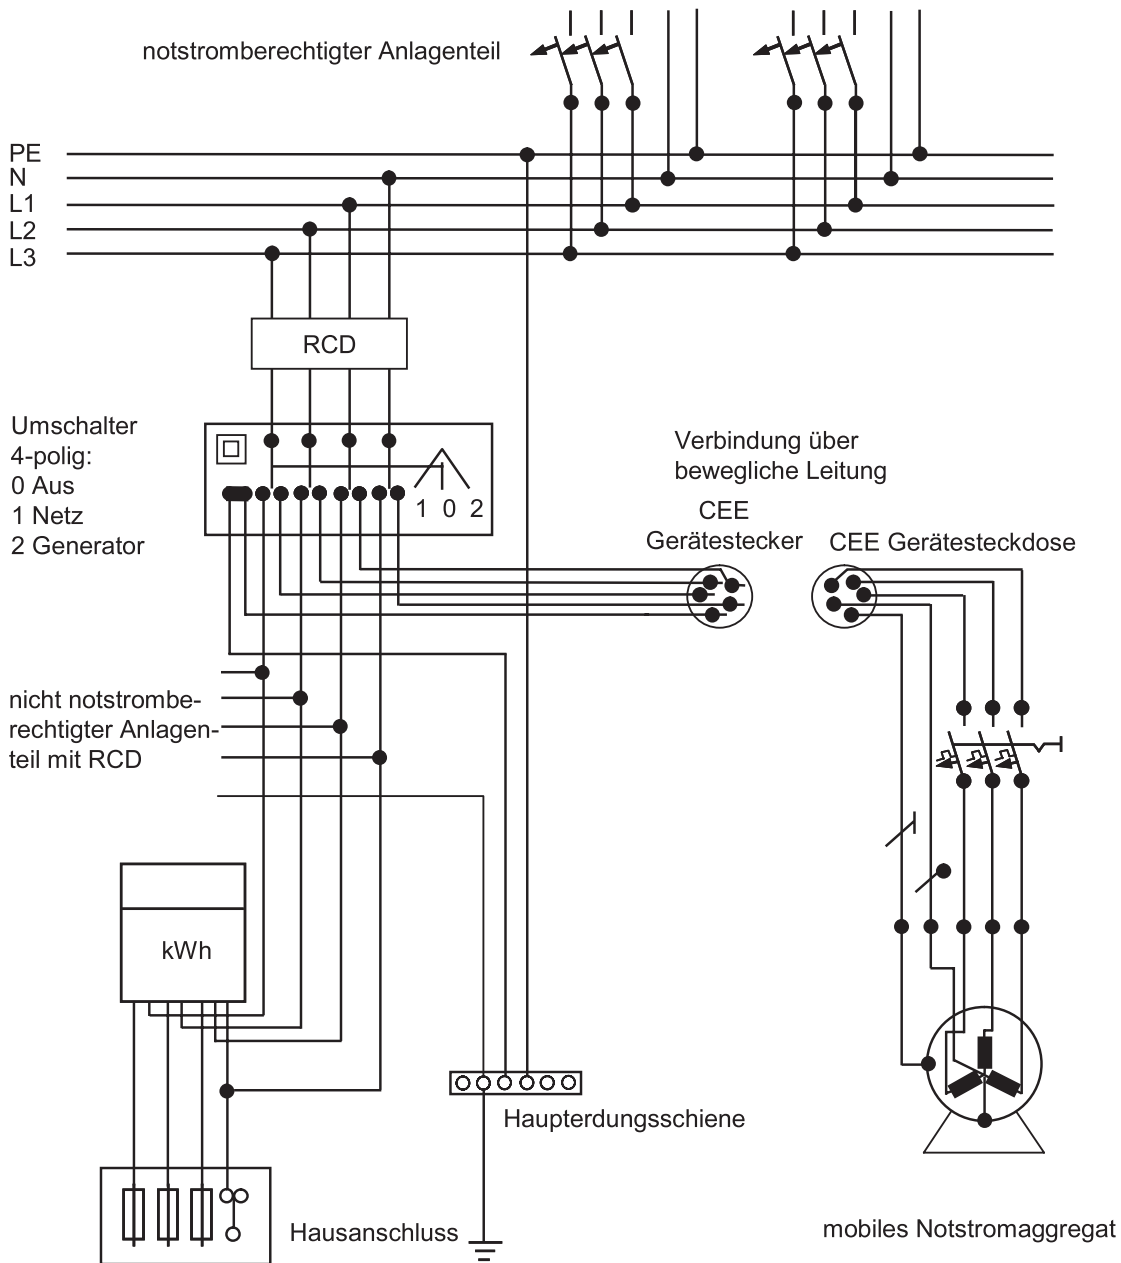 notstromberechtigter Anlagenteil
PE
N
L1
L2
L3
RCD
Umschalter
4-polig:
0 Aus
1 Netz
2 Generator
1 0 2
Verbindung über
bewegliche Leitung
CEE
Gerätestecker
CEE Gerätesteckdose
nicht notstrombe-
rechtigter Anlagen-
teil mit RCD
kWh
Haupterdungsschiene
Hausanschluss
mobiles Notstromaggregat